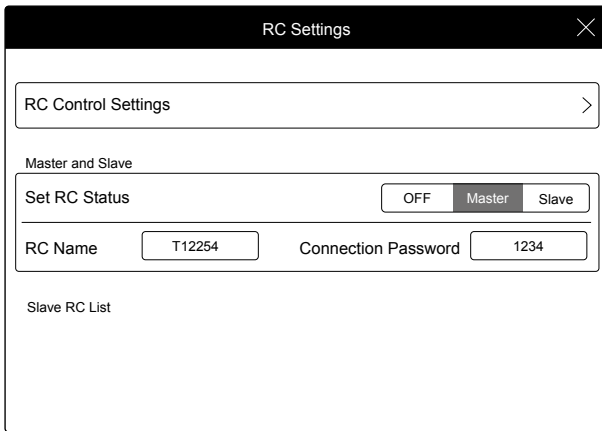 RC Settings
RC Control Settings
Master and Slave
Set RC Status OFF Master Slave
RC Name T12254 Connection Password 1234
Slave RC List